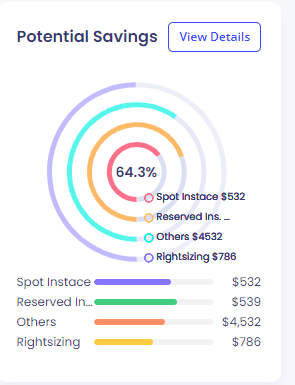 Potential Savings
View Details
64.3%
Spot Instace $532
Reserved Ins. ...
Others $4532
Rightsizing $786
Spot Instace $532
Reserved In... $539
Others $4,532
Rightsizing $786